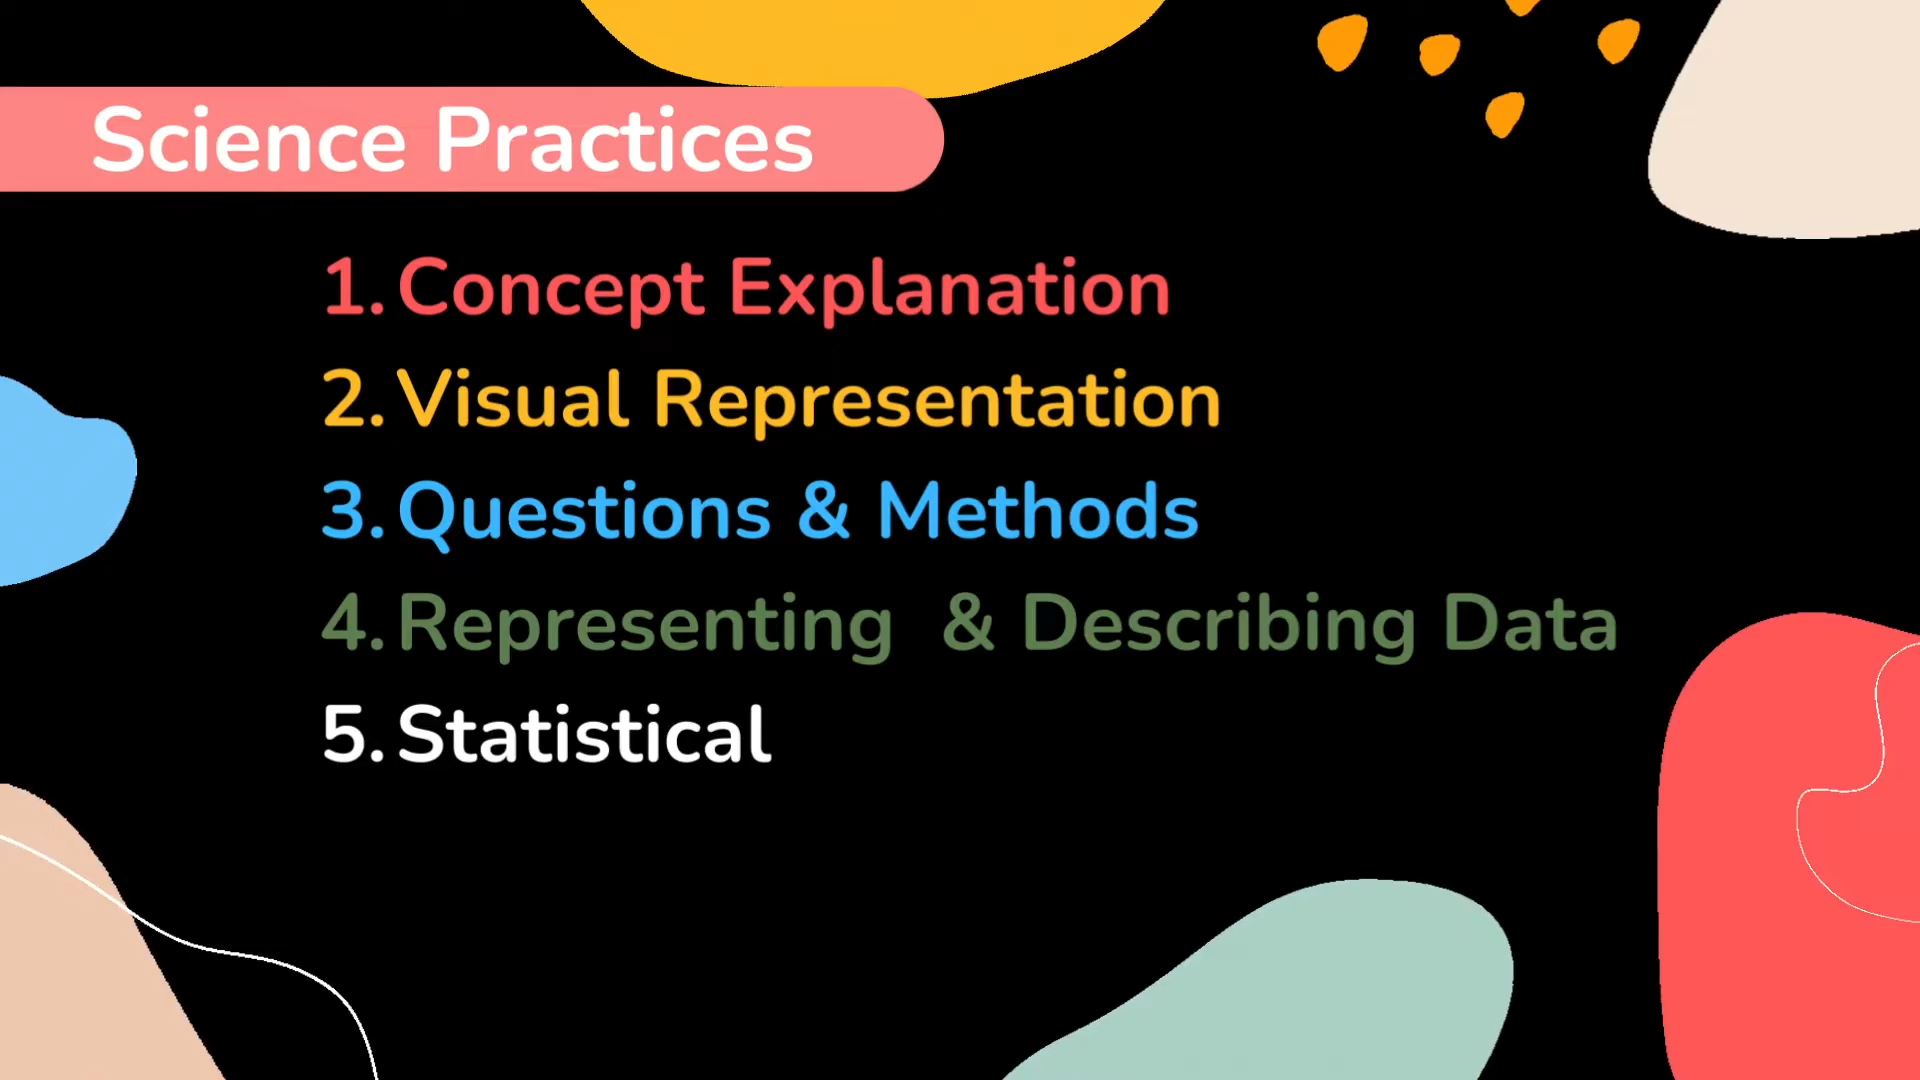 Science Practices
1. Concept Explanation
2. Visual Representation
3. Questions & Methods
4. Representing & Describing Data
5. Statistical